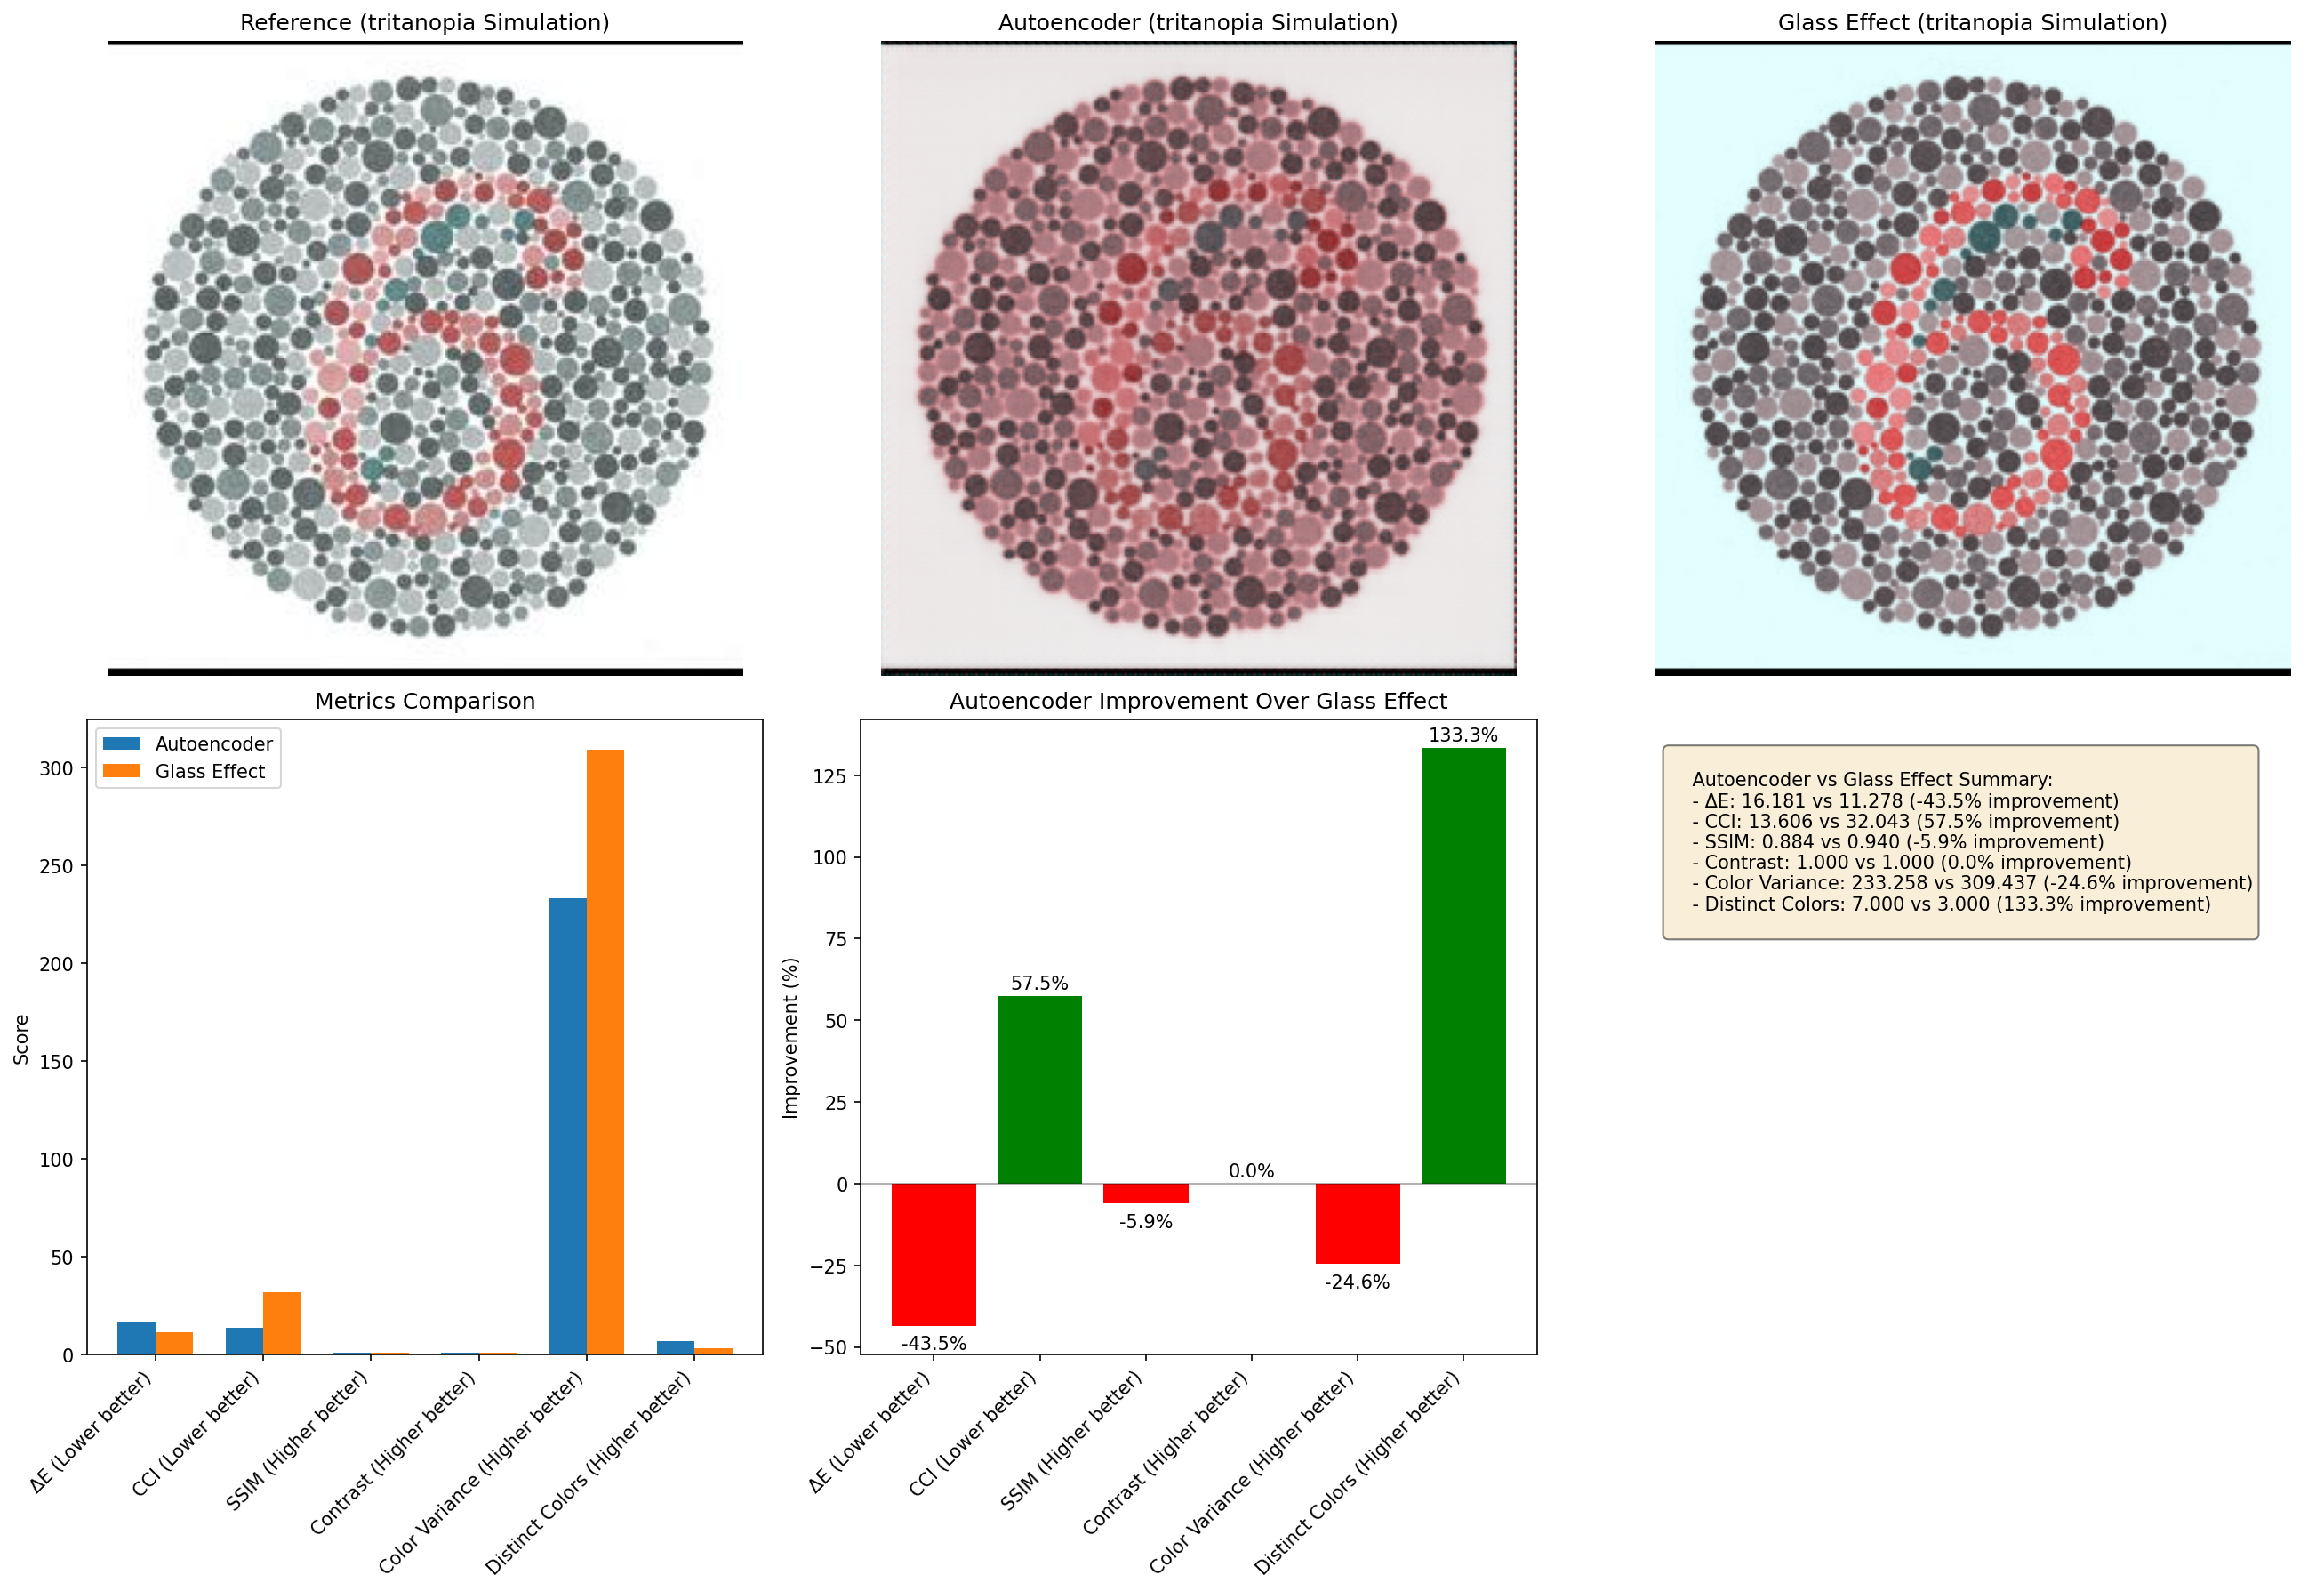 Reference (tritanopia Simulation)
Autoencoder (tritanopia Simulation)
Glass Effect (tritanopia Simulation)
6
6
6
Metrics Comparison
Autoencoder
Glass Effect
Score
300
250
200
150
100
50
0
ΔE (Lower better)
CCI (Lower better)
SSIM (Higher better)
Contrast (Higher better)
Color Variance (Higher better)
Distinct Colors (Higher better)
Autoencoder Improvement Over Glass Effect
Improvement (%)
125
100
75
50
25
0
−25
−50
-43.5%
57.5%
-5.9%
0.0%
-24.6%
133.3%
ΔE (Lower better)
CCI (Lower better)
SSIM (Higher better)
Contrast (Higher better)
Color Variance (Higher better)
Distinct Colors (Higher better)
Autoencoder vs Glass Effect Summary:
- ΔE: 16.181 vs 11.278 (-43.5% improvement)
- CCI: 13.606 vs 32.043 (57.5% improvement)
- SSIM: 0.884 vs 0.940 (-5.9% improvement)
- Contrast: 1.000 vs 1.000 (0.0% improvement)
- Color Variance: 233.258 vs 309.437 (-24.6% improvement)
- Distinct Colors: 7.000 vs 3.000 (133.3% improvement)